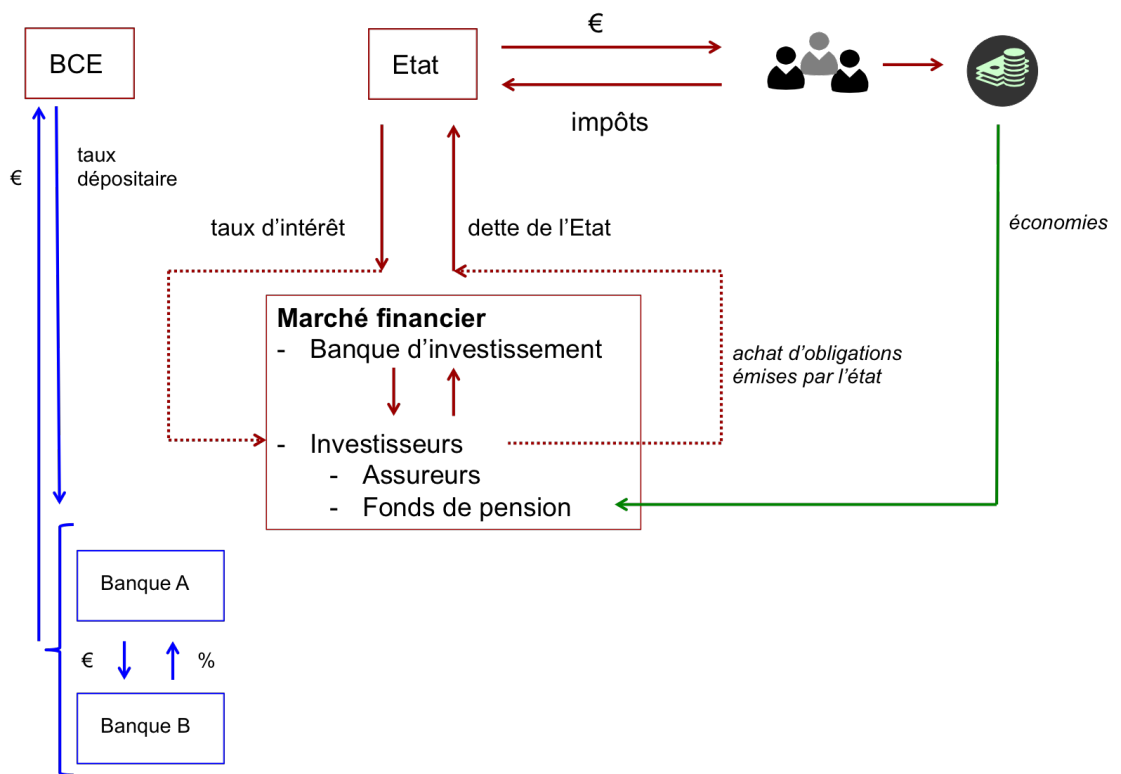 €
BCE
Etat
impôts
taux
dépositaire
€
taux d’intérêt
dette de l’Etat
économies
Marché financier
- Banque d’investissement
achat d’obligations
émises par l’état
- Investisseurs
- Assureurs
- Fonds de pension
Banque A
€
%
Banque B